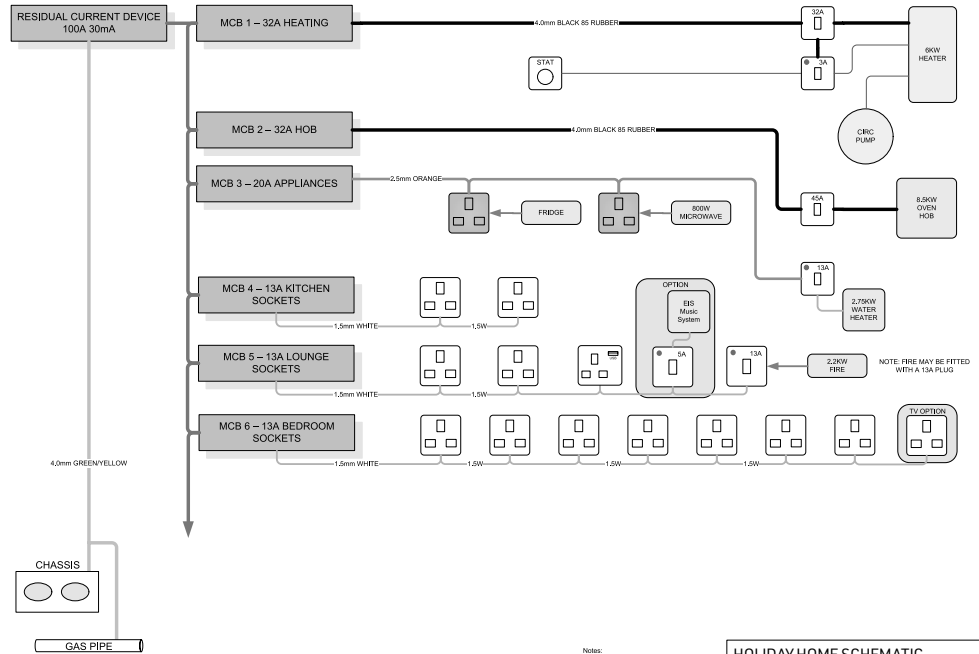 RESIDUAL CURRENT DEVICE
100A 30mA
MCB 1 – 32A HEATING
4.0mm BLACK 85 RUBBER
32A
6KW
HEATER
STAT
3A
CIRC
PUMP
MCB 2 – 32A HOB
4.0mm BLACK 85 RUBBER
MCB 3 – 20A APPLIANCES
2.5mm ORANGE
45A
8.5KW
OVEN
HOB
FRIDGE
800W
MICROWAVE
13A
2.75KW
WATER
HEATER
MCB 4 – 13A KITCHEN
SOCKETS
1.5mm WHITE
1.5W
OPTION
EIS
Music
System
MCB 5 – 13A LOUNGE
SOCKETS
1.5mm WHITE
1.5W
5A
13A
2.2KW
FIRE
NOTE: FIRE MAY BE FITTED
WITH A 13A PLUG
MCB 6 – 13A BEDROOM
SOCKETS
1.5mm WHITE
1.5W
1.5W
1.5W
TV OPTION
4.0mm GREEN/YELLOW
CHASSIS
GAS PIPE
Notes:
HOLIDAY HOME SCHEMATIC